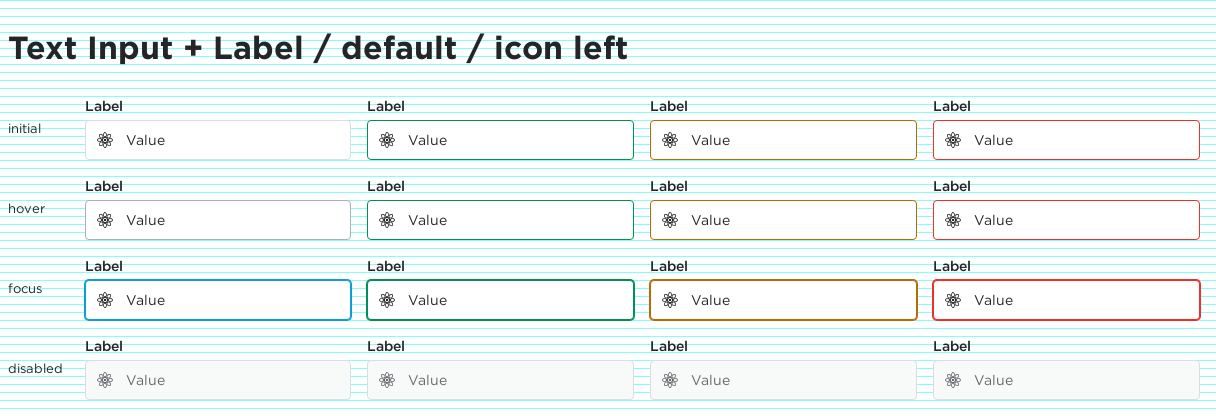 Text Input + Label / default / icon left
Label Label Label Label
initial Value Value Value Value
Label Label Label Label
hover Value Value Value Value
Label Label Label Label
focus Value Value Value Value
Label Label Label Label
disabled Value Value Value Value